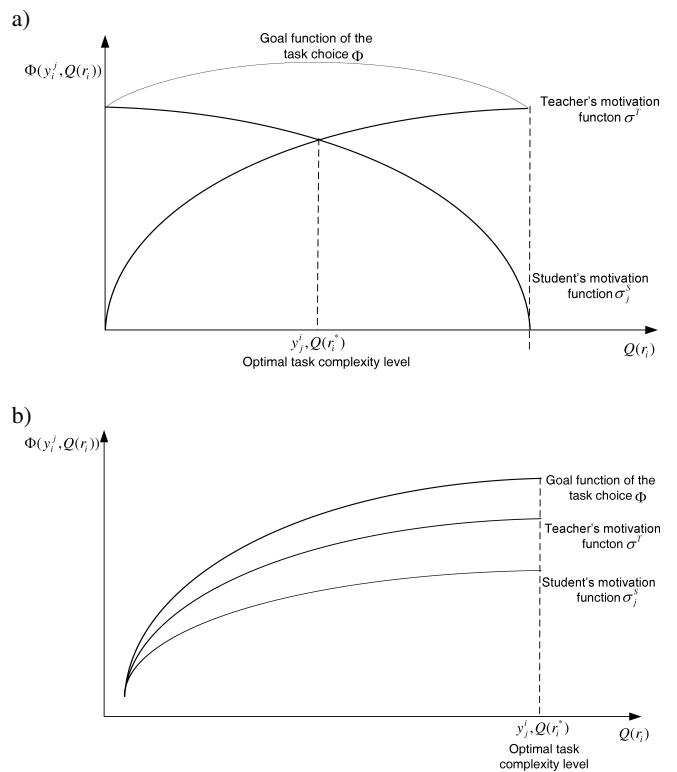 a)
Goal function of the
task choice Φ
Φ(y_i^j, Q(r_i))
Teacher's motivation
functon σ^T
Student's motivation
function σ_j^S
y_j^i, Q(r_i^*)
Q(r_i)
Optimal task complexity level
b)
Φ(y_i^j, Q(r_i))
Goal function of the
task choice Φ
Teacher's motivation
functon σ^T
Student's motivation
function σ_j^S
y_j^i, Q(r_i^*)
Q(r_i)
Optimal task
complexity level